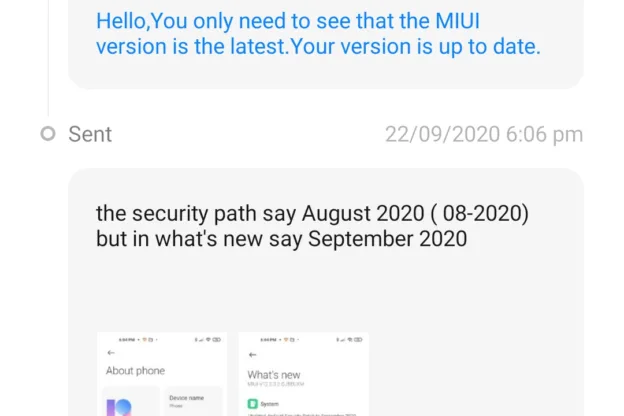 Hello,You only need to see that the MIUI
version is the latest.Your version is up to date.
Sent
22/09/2020 6:06 pm
the security path say August 2020 ( 08-2020)
but in what's new say September 2020
About phone
Device name
What's new
System